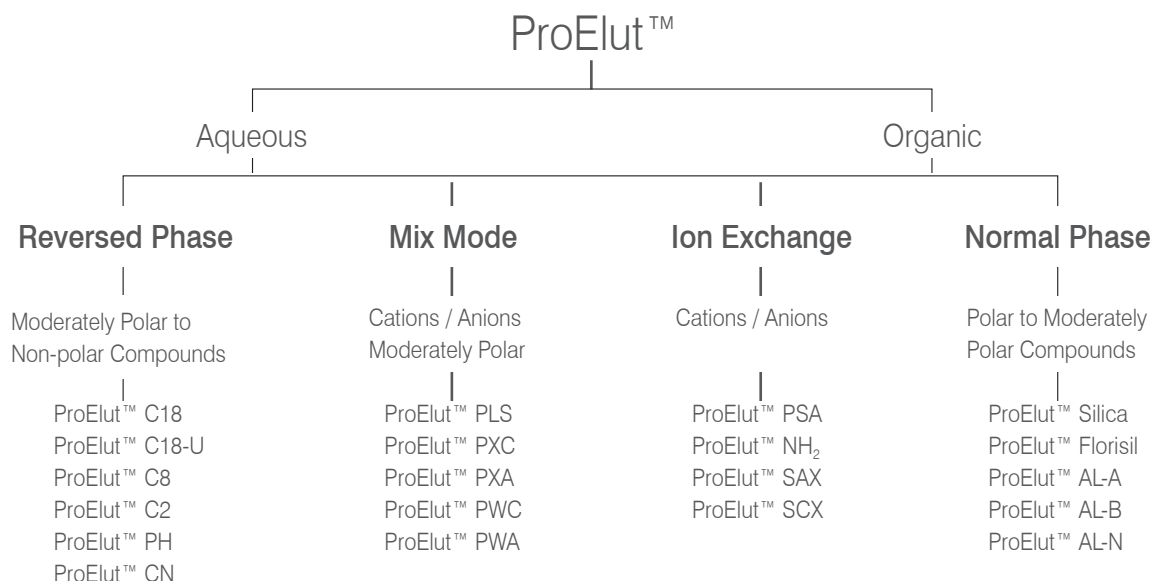 ProElut™
Aqueous
Organic
Reversed Phase
Mix Mode
Ion Exchange
Normal Phase
Moderately Polar to
Non-polar Compounds
Cations / Anions
Moderately Polar
Cations / Anions
Polar to Moderately
Polar Compounds
ProElut™ C18
ProElut™ C18-U
ProElut™ C8
ProElut™ C2
ProElut™ PH
ProElut™ CN
ProElut™ PLS
ProElut™ PXC
ProElut™ PXA
ProElut™ PWC
ProElut™ PWA
ProElut™ PSA
ProElut™ NH₂
ProElut™ SAX
ProElut™ SCX
ProElut™ Silica
ProElut™ Florisil
ProElut™ AL-A
ProElut™ AL-B
ProElut™ AL-N